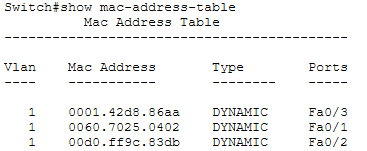 Switch#show mac-address-table
Mac Address Table
-------------------------------------------
Vlan Mac Address Type Ports
---- ----------- -------- -----
1 0001.42d8.86aa DYNAMIC Fa0/3
1 0060.7025.0402 DYNAMIC Fa0/1
1 00d0.ff9c.83db DYNAMIC Fa0/2